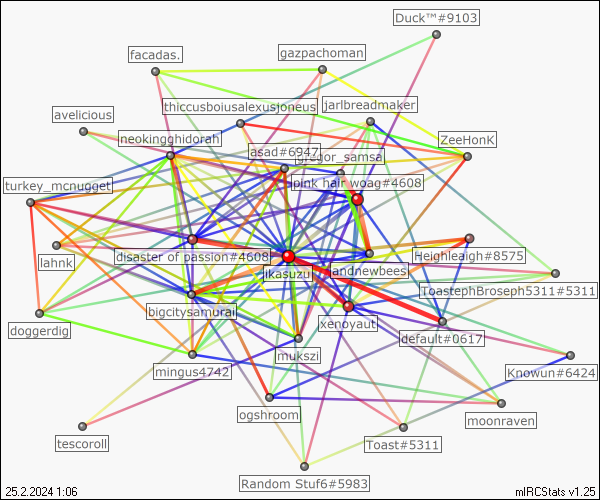 Duck™#9103
facadas.
gazpachoman
thiccusboiusalexusjoneus
jarlbreadmaker
avelicious
neokingghidorah
ZeeHonK
asad#6947
gregor_samsa
turkey_mcnugget
pink hair woag#4608
disaster of passion#4608
Heighleaigh#8575
lahnk
jikasuzu
andnewbees
ToastephBroseph5311#5311
bigcitysamurai
xenoyaut
doggerdig
default#0617
mukszi
mingus4742
Knowun#6424
ogshroom
moonraven
tescoroll
Toast#5311
Random Stuf6#5983
25.2.2024 1:06
mIRCStats v1.25